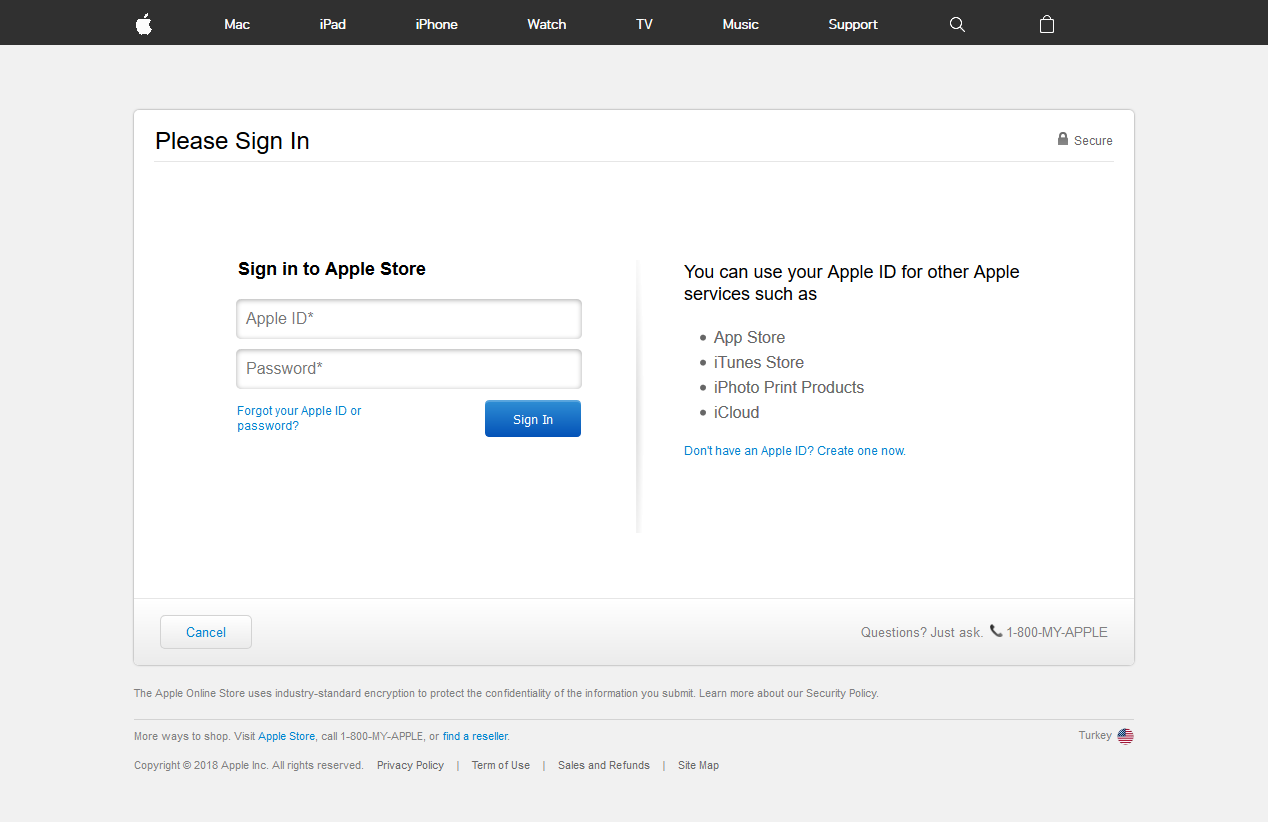 Mac iPad iPhone Watch TV Music Support
Please Sign In
Secure
Sign in to Apple Store
Apple ID*
Password*
Forgot your Apple ID or
password?
Sign In
You can use your Apple ID for other Apple
services such as
• App Store
• iTunes Store
• iPhoto Print Products
• iCloud
Don't have an Apple ID? Create one now.
Cancel
Questions? Just ask. 1-800-MY-APPLE
The Apple Online Store uses industry-standard encryption to protect the confidentiality of the information you submit. Learn more about our Security Policy.
More ways to shop. Visit Apple Store, call 1-800-MY-APPLE, or find a reseller.
Turkey
Copyright © 2018 Apple Inc. All rights reserved. Privacy Policy | Term of Use | Sales and Refunds | Site Map